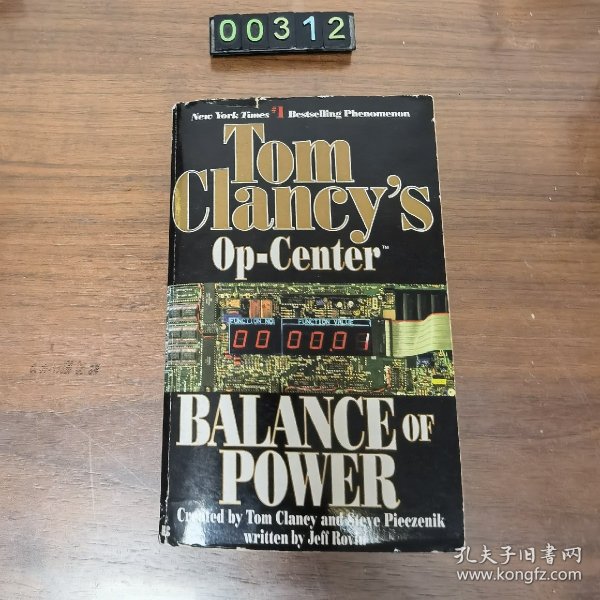 00312
New York Times #1 Bestselling Phenomenon
Tom
Clancy's
Op-Center™
FUNCTION NO. FUNCTION VALUE
00 0001
BALANCE OF
POWER
Created by Tom Clancy and Steve Pieczenik
written by Jeff
孔夫子旧书网
www.kongfz.com